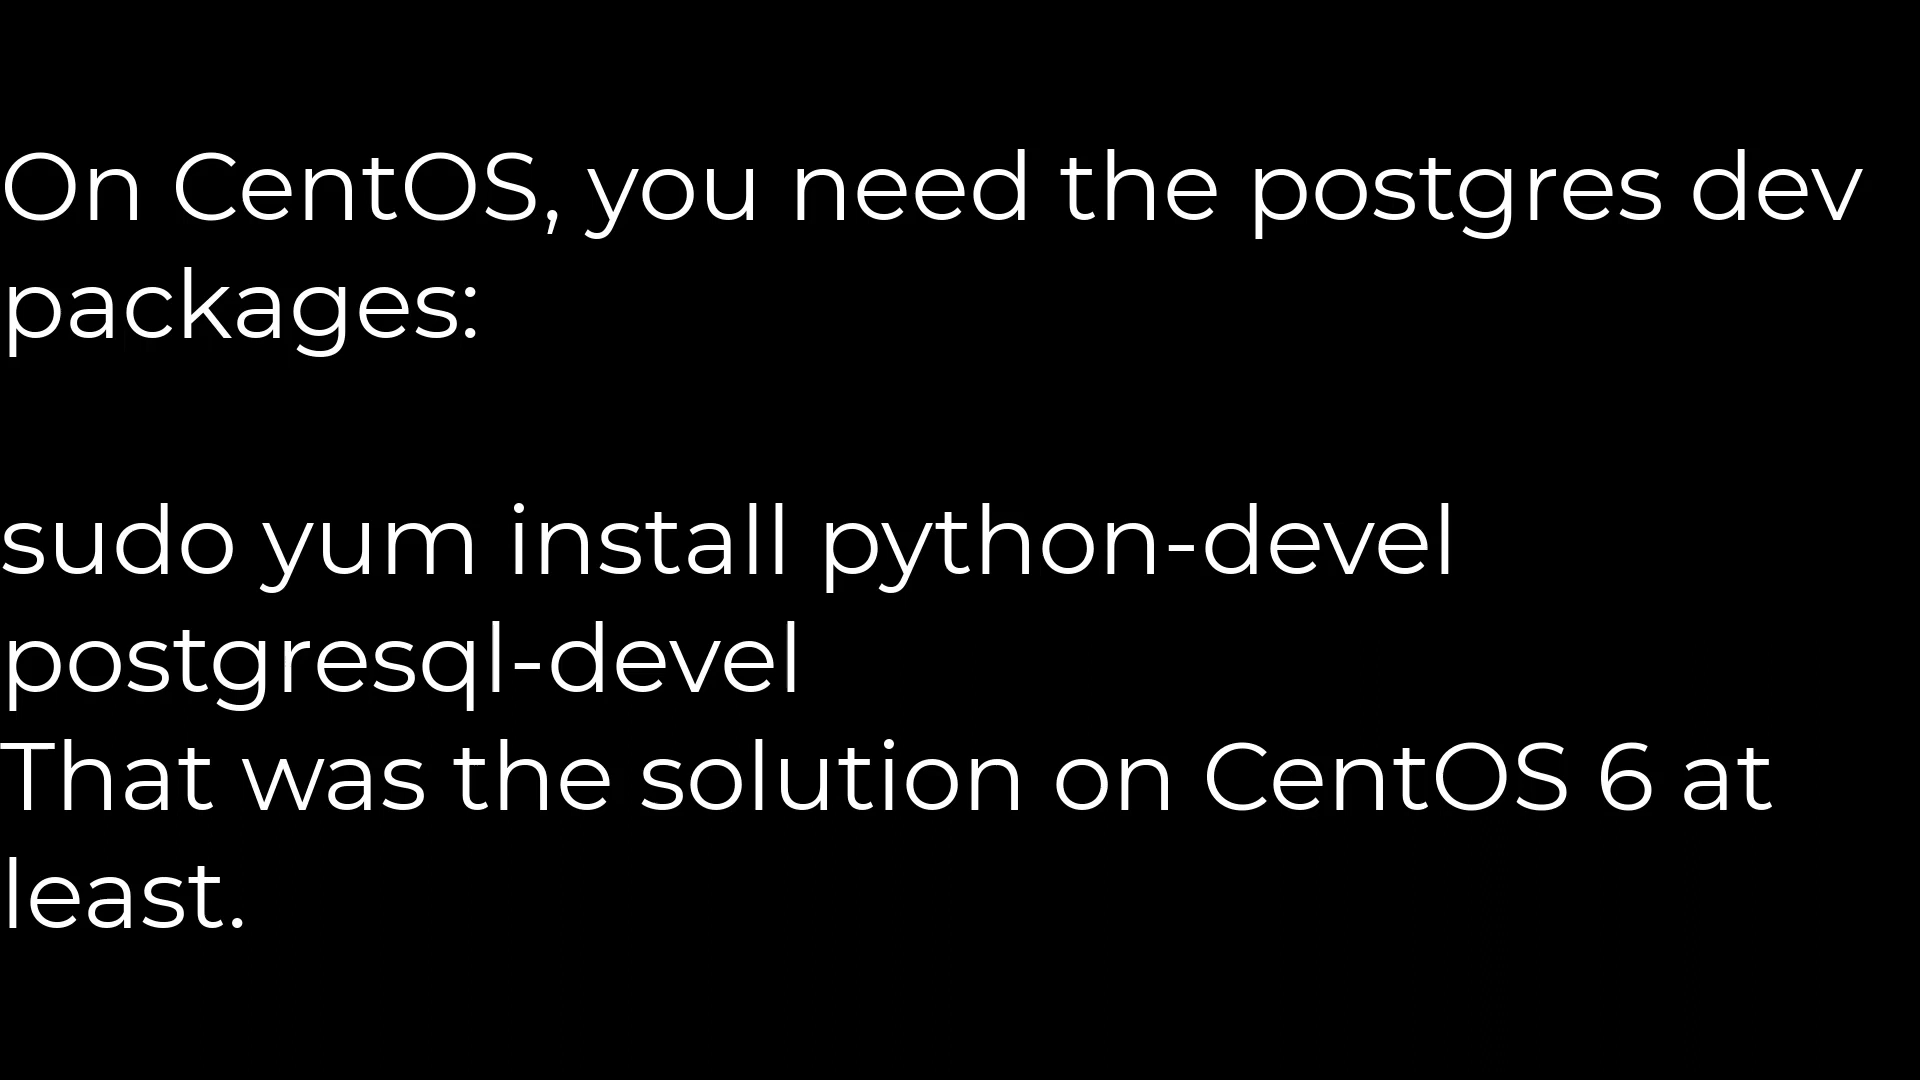 On CentOS, you need the postgres dev
packages:
sudo yum install python-devel
postgresql-devel
That was the solution on CentOS 6 at
least.